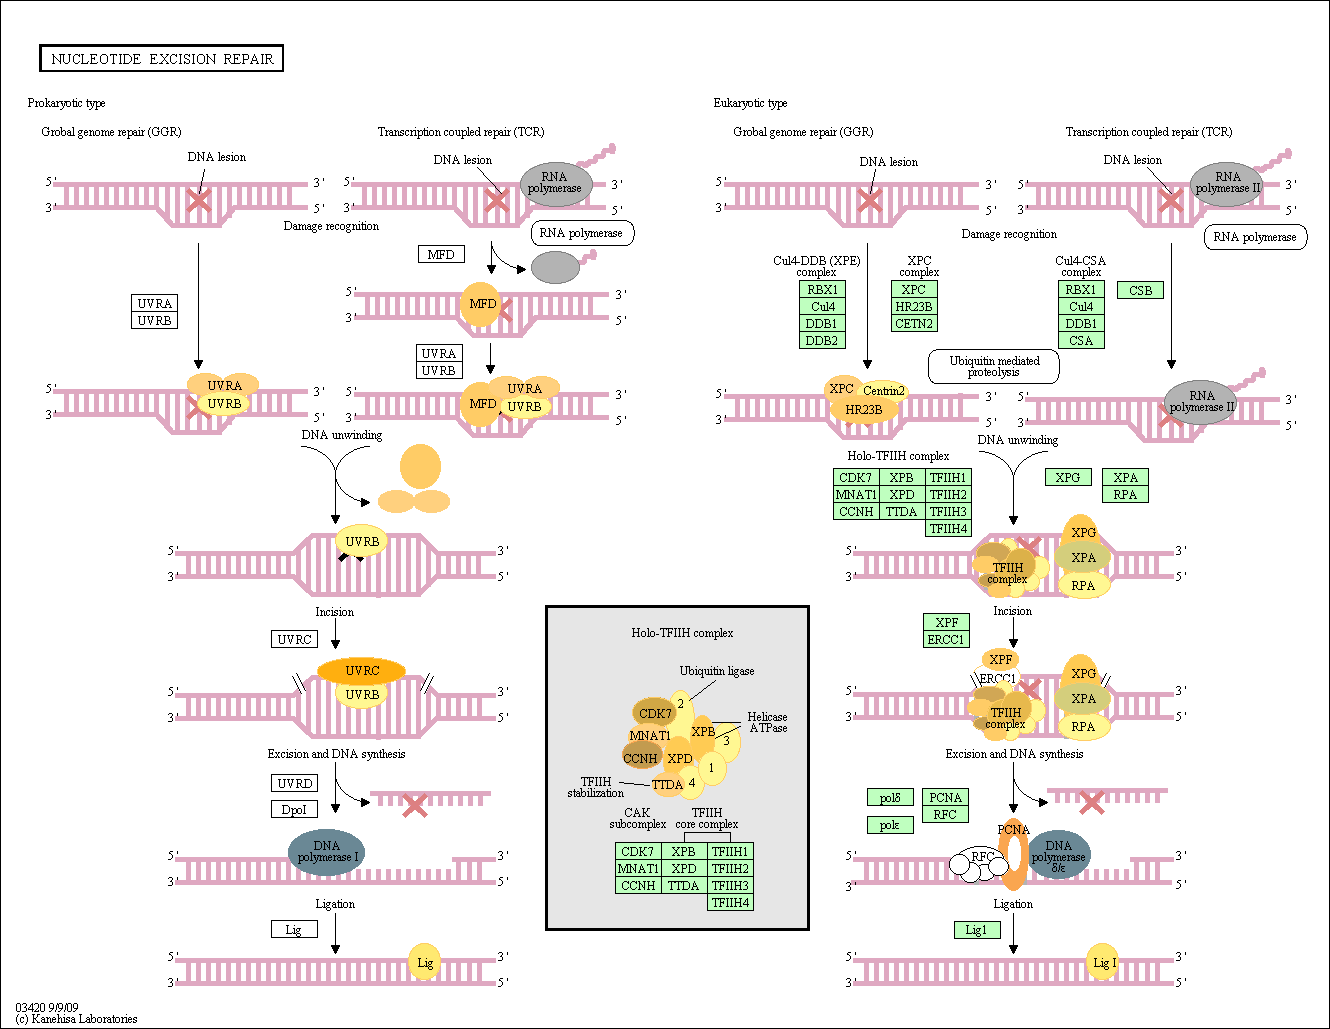 NUCLEOTIDE EXCISION REPAIR
Prokaryotic type
Grobal genome repair (GGR)
Transcription coupled repair (TCR)
DNA lesion
DNA lesion
RNA
polymerase
5'
3'
3'
5'
5'
3'
3'
5'
Damage recognition
RNA polymerase
MFD
UVRA
UVRB
5'
3'
3'
5'
MFD
UVRA
UVRB
5'
3'
3'
5'
UVRA
UVRB
5'
3'
3'
5'
MFD
UVRA
UVRB
DNA unwinding
5'
3'
3'
5'
UVRB
Incision
UVRC
5'
3'
3'
5'
UVRC
UVRB
Excision and DNA synthesis
UVRD
DpoI
DNA
polymerase I
5'
3'
3'
5'
Ligation
Lig
5'
3'
3'
5'
Lig
Holo-TFIIH complex
Ubiquitin ligase
CDK7
2
MNAT1
XPB
Helicase
ATPase
3
CCNH
XPD
1
TFIIH
stabilization
TTDA
4
CAK
subcomplex
TFIIH
core complex
CDK7
XPB
TFIIH1
MNAT1
XPD
TFIIH2
CCNH
TTDA
TFIIH3
TFIIH4
Eukaryotic type
Grobal genome repair (GGR)
Transcription coupled repair (TCR)
DNA lesion
DNA lesion
RNA
polymerase II
5'
3'
3'
5'
5'
3'
3'
5'
Damage recognition
RNA polymerase
Cul4-DDB (XPE)
complex
RBX1
Cul4
DDB1
DDB2
XPC
complex
XPC
HR23B
CETN2
Cul4-CSA
complex
RBX1
Cul4
DDB1
CSA
CSB
Ubiquitin mediated
proteolysis
5'
3'
3'
5'
XPC
Centrin2
HR23B
5'
3'
3'
5'
RNA
polymerase II
DNA unwinding
Holo-TFIIH complex
CDK7
XPB
TFIIH1
MNAT1
XPD
TFIIH2
CCNH
TTDA
TFIIH3
TFIIH4
XPG
XPA
RPA
5'
3'
3'
5'
TFIIH
complex
XPG
XPA
RPA
Incision
XPF
ERCC1
5'
3'
3'
5'
XPF
ERCC1
TFIIH
complex
XPG
XPA
RPA
Excision and DNA synthesis
polδ
polε
PCNA
RFC
5'
3'
3'
5'
RFC
PCNA
DNA
polymerase
δ/ε
Ligation
Lig1
5'
3'
3'
5'
Lig I
03420 9/9/09
(c) Kanehisa Laboratories